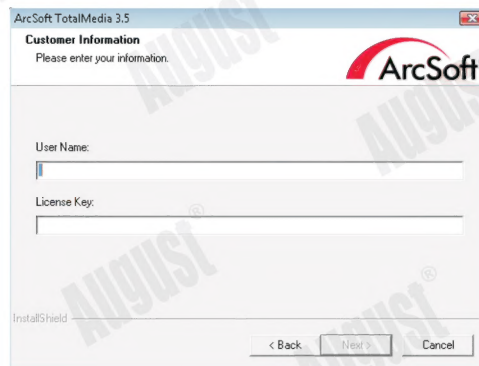 ArcSoft TotalMedia 3.5
Customer Information
Please enter your information.
ArcSoft
User Name:
License Key:
InstallShield
< Back
Next >
Cancel
August
August
August ®
August ®